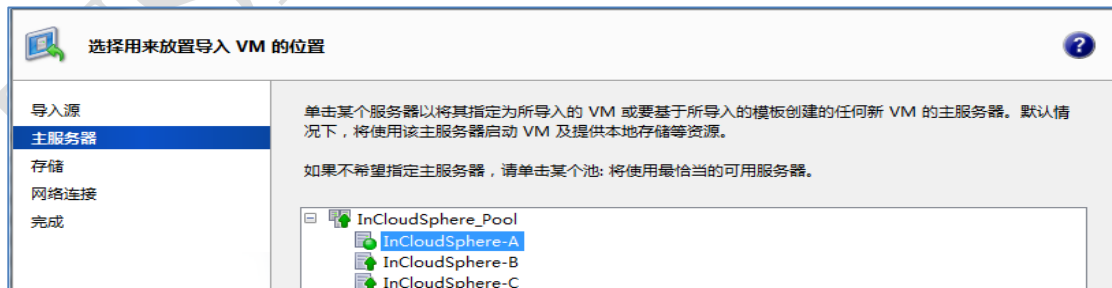 选择用来放置导入 VM 的位置
导入源
主服务器
存储
网络连接
完成
单击某个服务器以将其指定为所导入的 VM 或要基于所导入的模板创建的任何新 VM 的主服务器。默认情
况下，将使用该主服务器启动 VM 及提供本地存储等资源。
如果不希望指定主服务器，请单击某个池: 将使用最恰当的可用服务器。
InCloudSphere_Pool
InCloudSphere-A
InCloudSphere-B
InCloudSphere-C